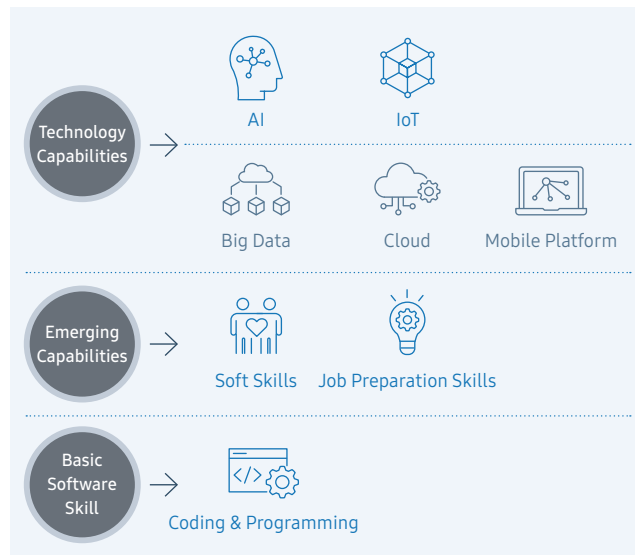 Technology
Capabilities
AI
IoT
Big Data
Cloud
Mobile Platform
Emerging
Capabilities
Soft Skills
Job Preparation Skills
Basic
Software
Skill
</>
Coding & Programming